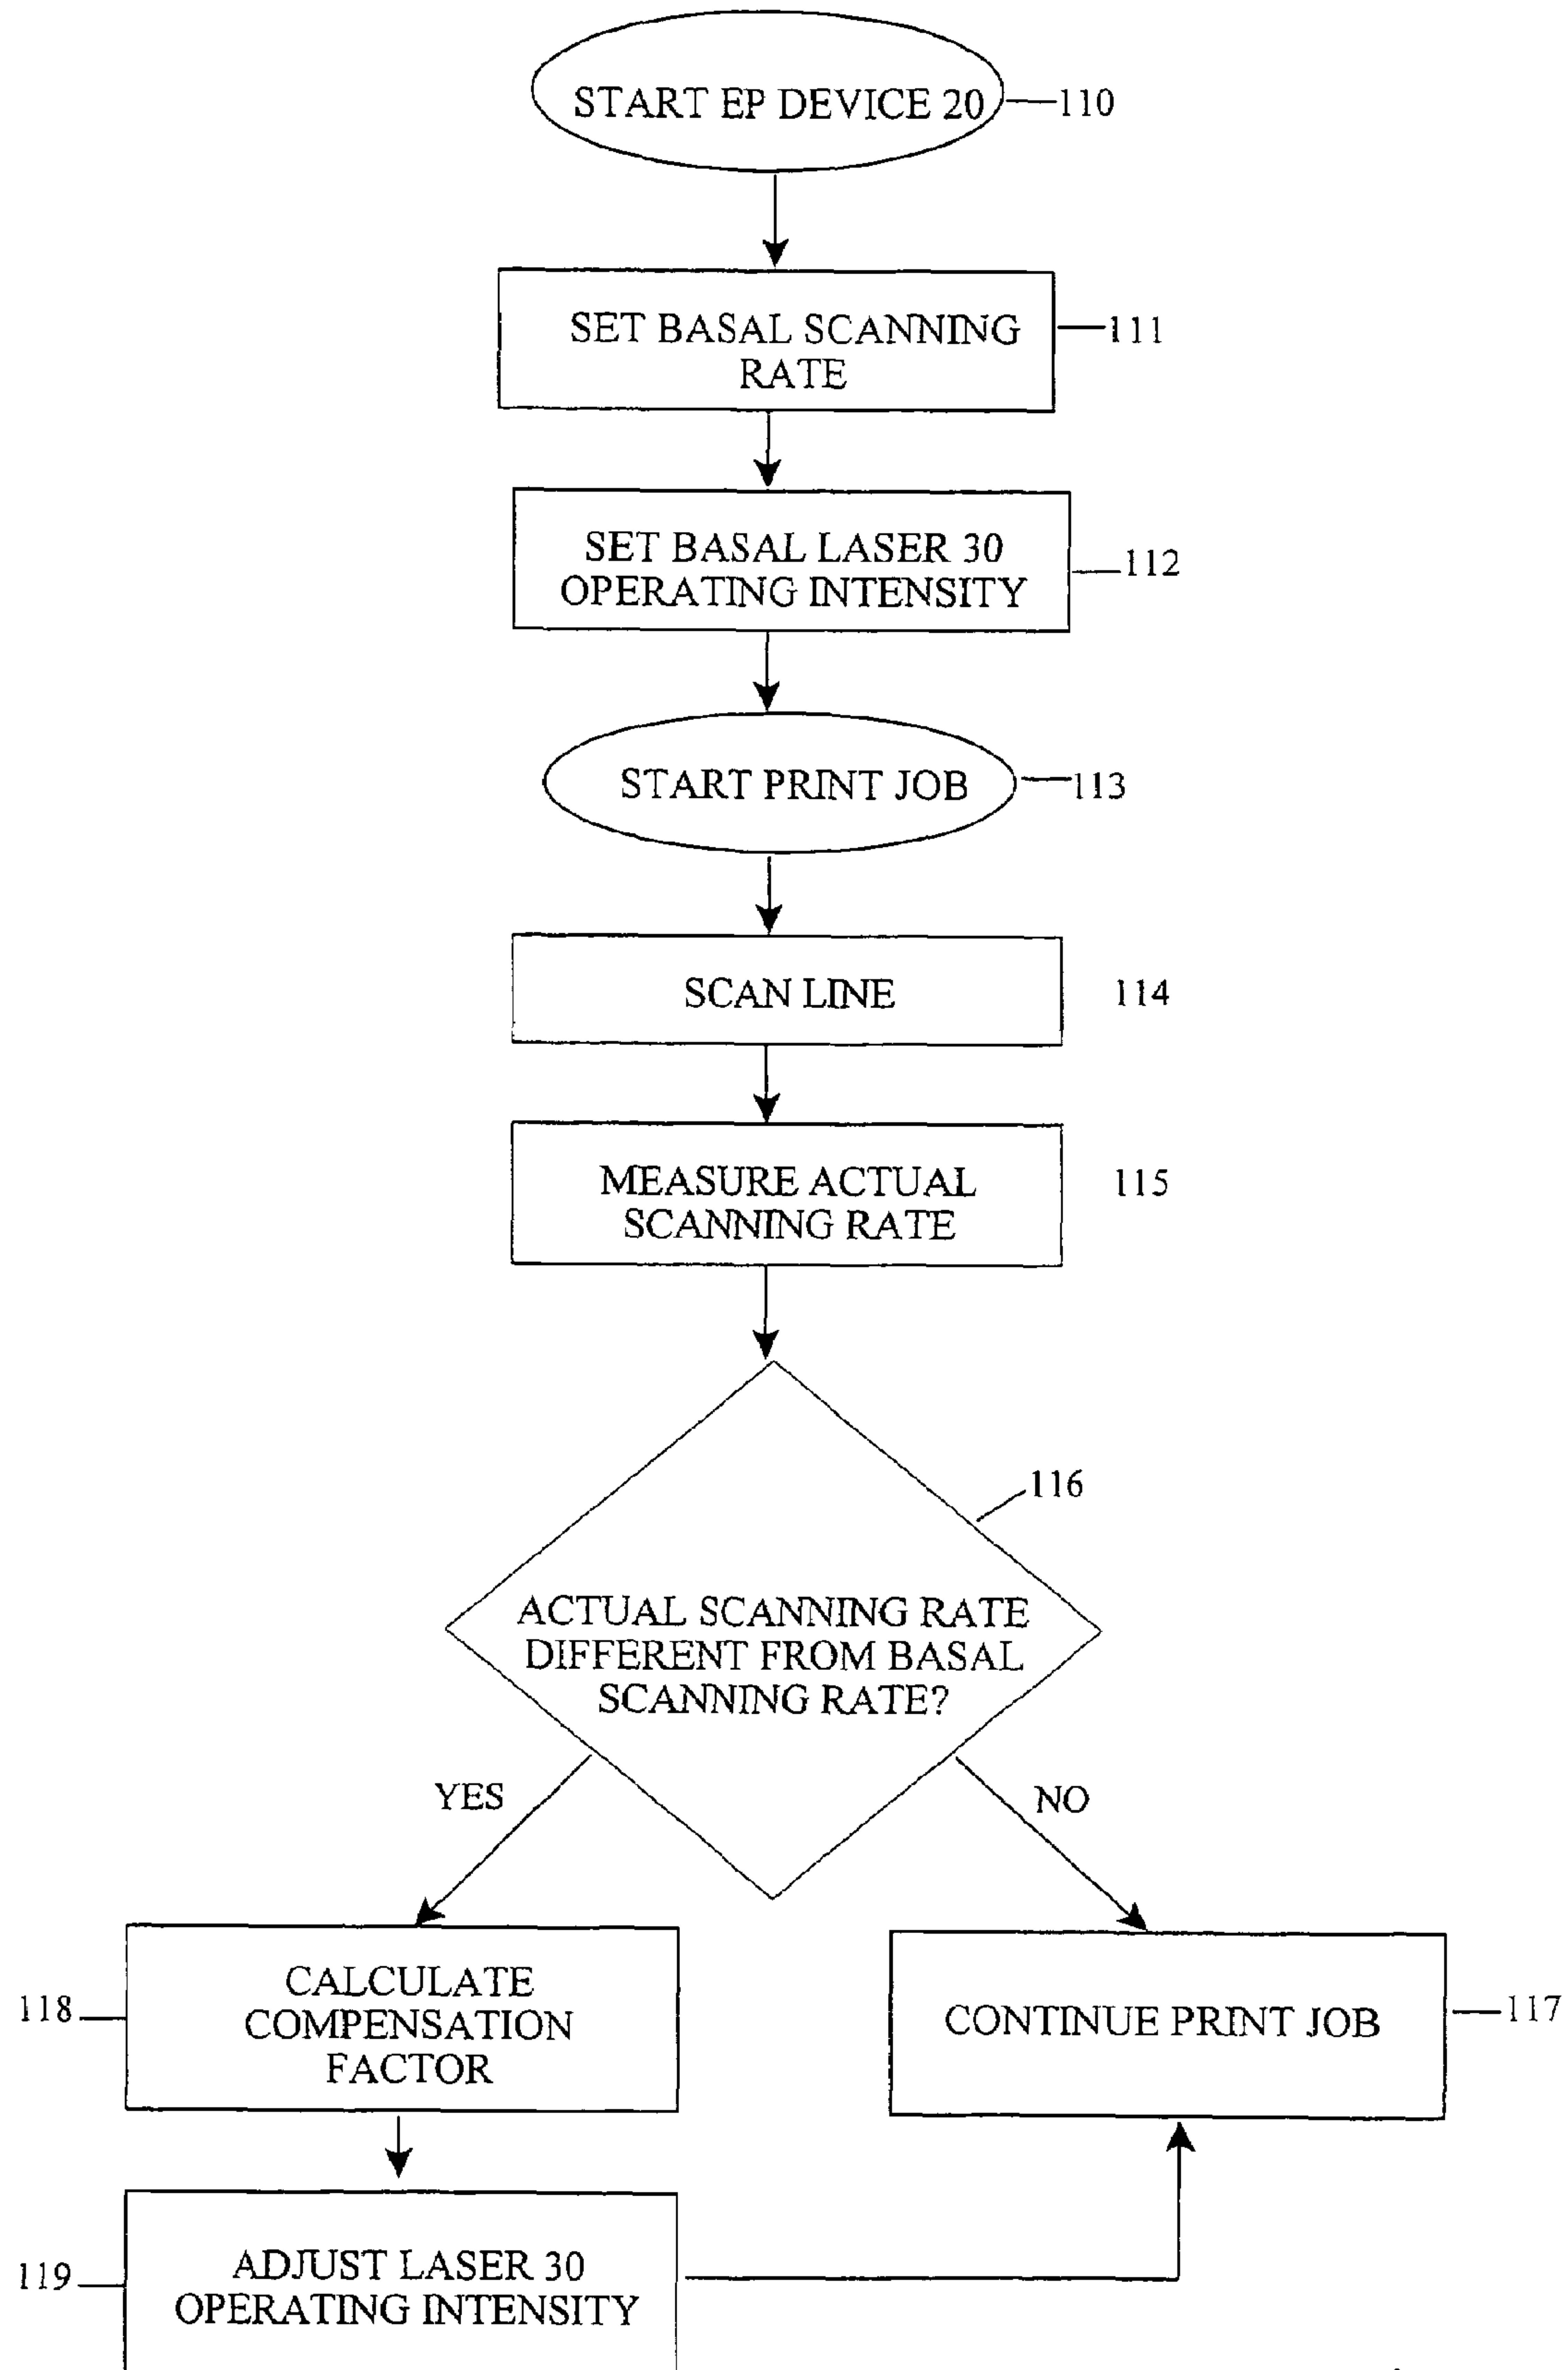 START EP DEVICE 20
110
SET BASAL SCANNING
RATE
111
SET BASAL LASER 30
OPERATING INTENSITY
112
START PRINT JOB
113
SCAN LINE
114
MEASURE ACTUAL
SCANNING RATE
115
116
ACTUAL SCANNING RATE
DIFFERENT FROM BASAL
SCANNING RATE?
YES
NO
118
CALCULATE
COMPENSATION
FACTOR
CONTINUE PRINT JOB
117
119
ADJUST LASER 30
OPERATING INTENSITY